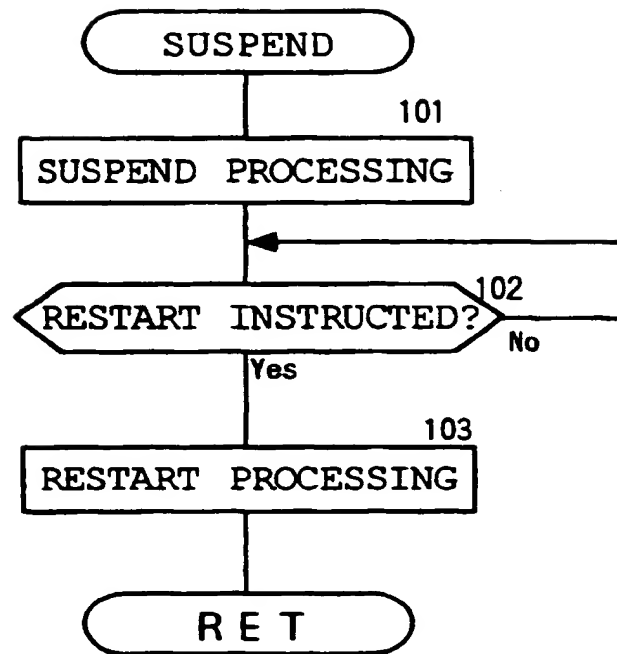 SUSPEND
101
SUSPEND PROCESSING
102
RESTART INSTRUCTED?
No
Yes
103
RESTART PROCESSING
RET